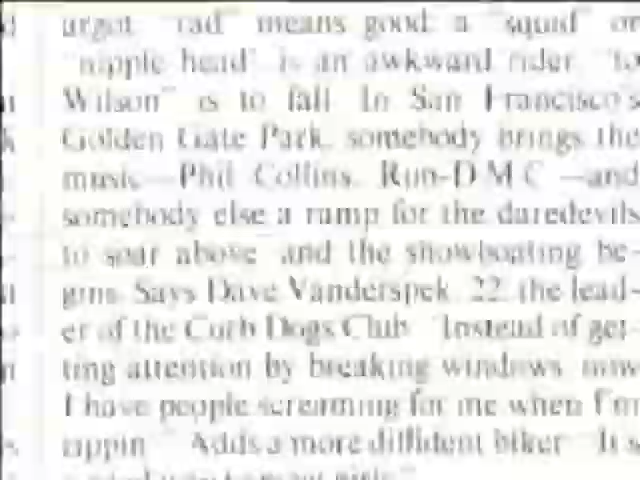 argot "rad" means good; a "squid" or
"nipple head" is an awkward rider; "to
Wilson" is to fall. In San Francisco's
Golden Gate Park, somebody brings the
music—Phil Collins, Run-D.M.C.—and
somebody else a ramp for the daredevils
to soar above, and the showboating be-
gins. Says Dave Vanderspek, 22, the lead-
er of the Curb Dogs Club: "Instead of get-
ting attention by breaking windows, now
I have people screaming for me when I'm
rippin'." Adds a more diffident biker: "It's